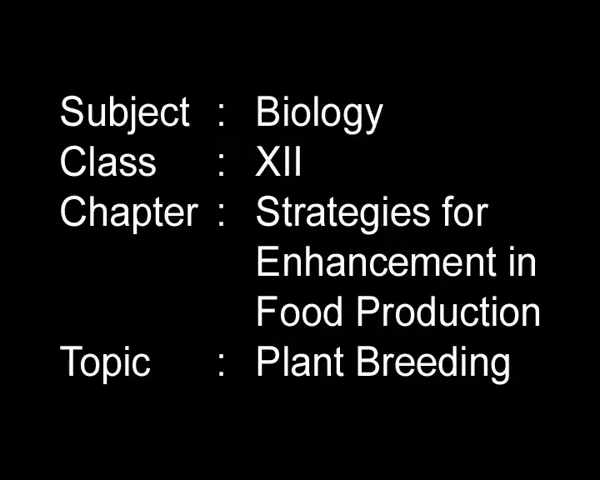 Subject : Biology
Class : XII
Chapter : Strategies for
Enhancement in
Food Production
Topic : Plant Breeding